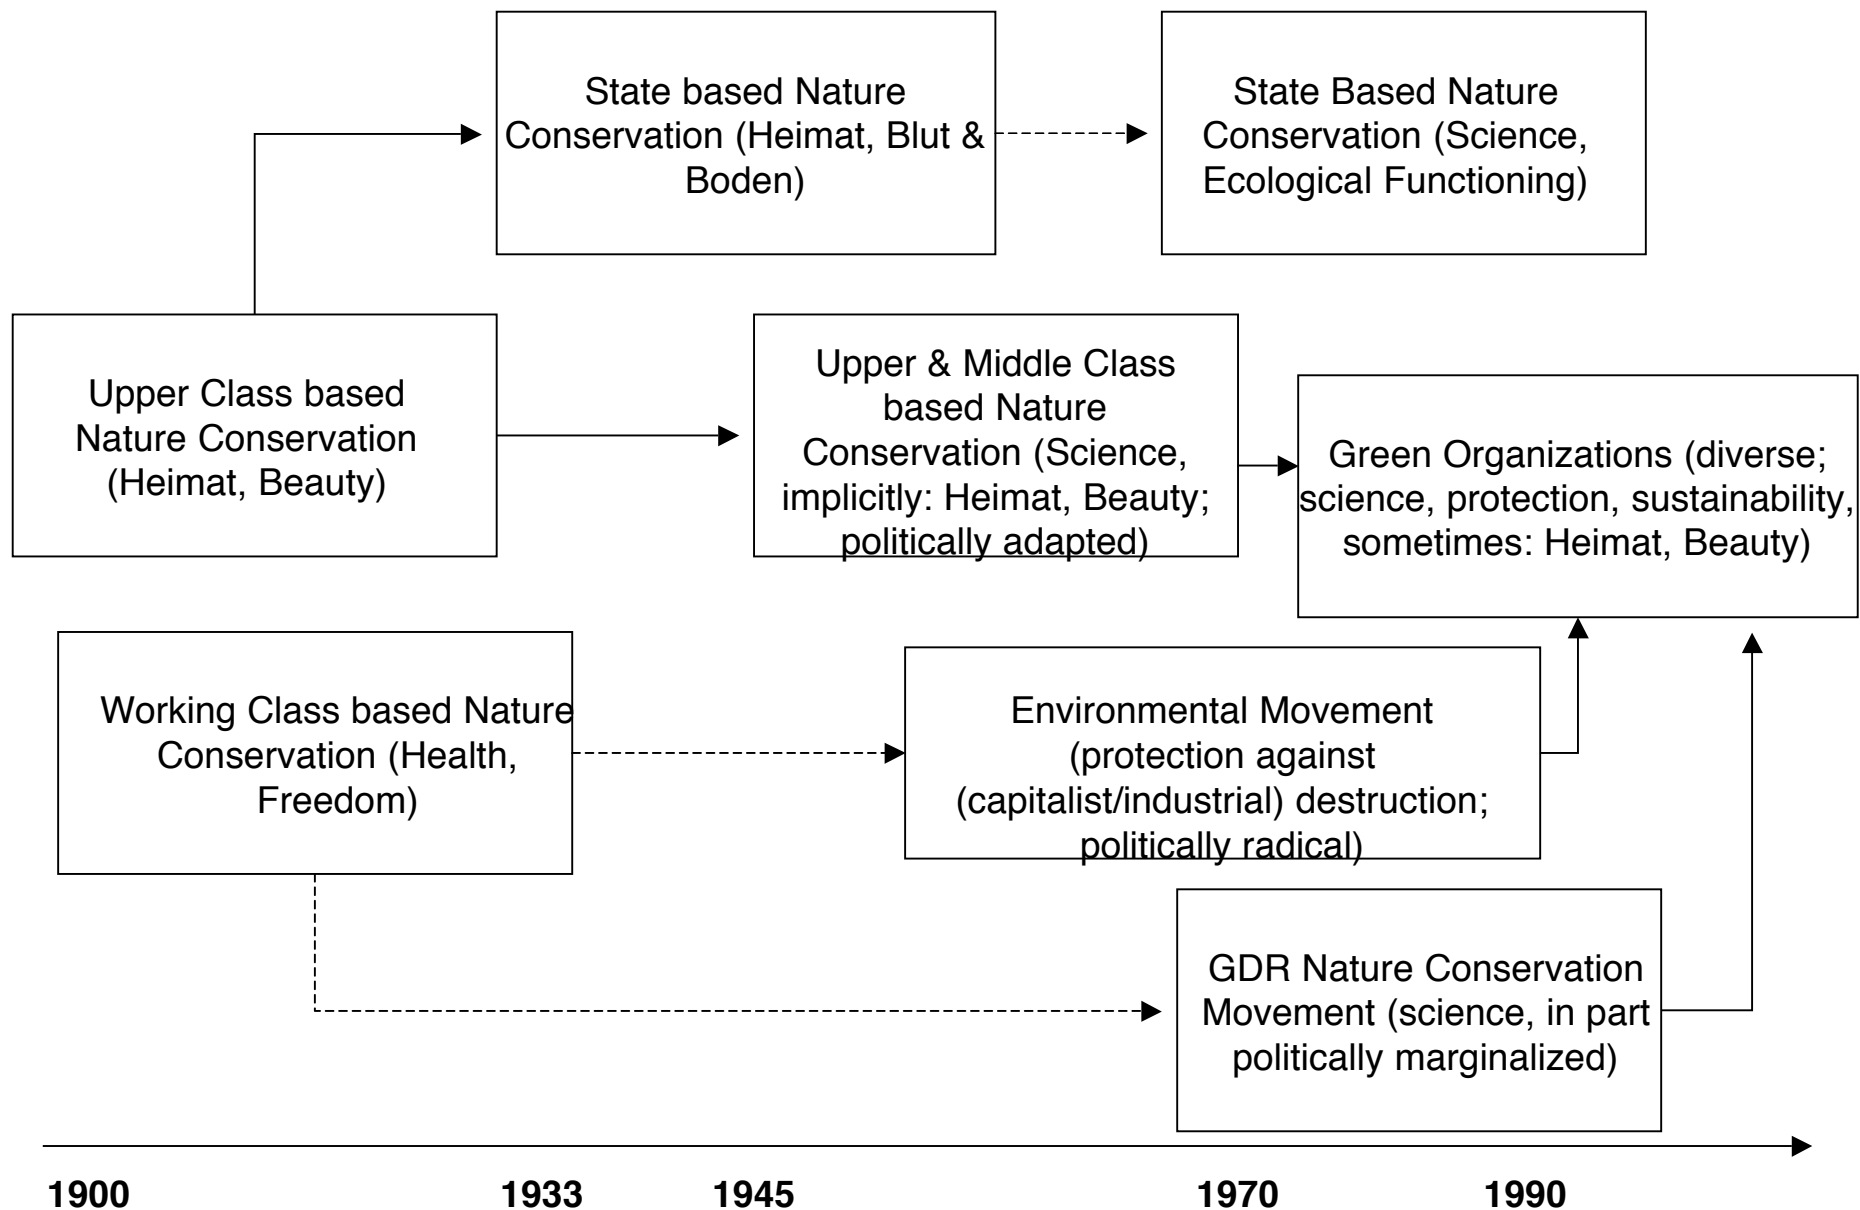 State based Nature
Conservation (Heimat, Blut &
Boden)
State Based Nature
Conservation (Science,
Ecological Functioning)
Upper Class based
Nature Conservation
(Heimat, Beauty)
Upper & Middle Class
based Nature
Conservation (Science,
implicitly: Heimat, Beauty;
politically adapted)
Green Organizations (diverse;
science, protection, sustainability,
sometimes: Heimat, Beauty)
Working Class based Nature
Conservation (Health,
Freedom)
Environmental Movement
(protection against
(capitalist/industrial) destruction;
politically radical)
GDR Nature Conservation
Movement (science, in part
politically marginalized)
1900 1933 1945 1970 1990